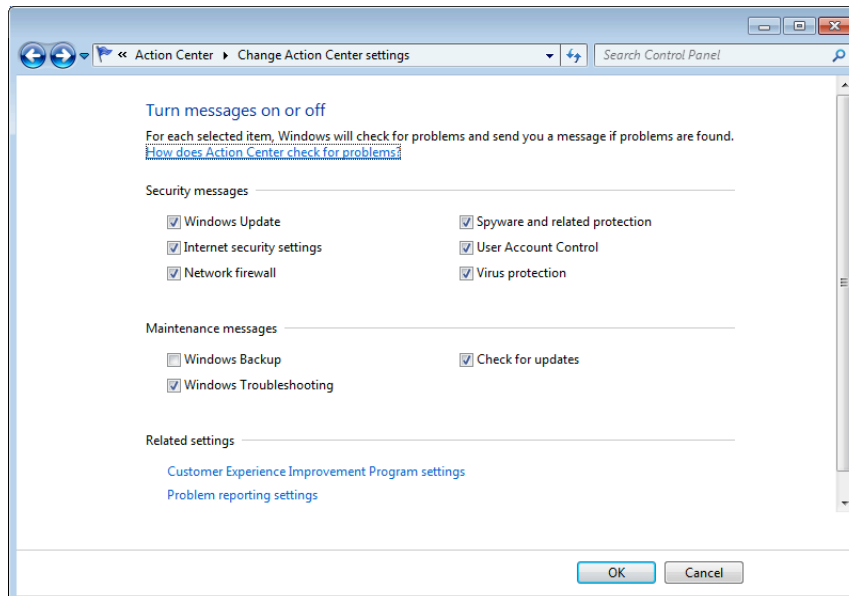 « Action Center ▸ Change Action Center settings
Search Control Panel
Turn messages on or off
For each selected item, Windows will check for problems and send you a message if problems are found.
How does Action Center check for problems?
Security messages
Windows Update
Spyware and related protection
Internet security settings
User Account Control
Network firewall
Virus protection
Maintenance messages
Windows Backup
Check for updates
Windows Troubleshooting
Related settings
Customer Experience Improvement Program settings
Problem reporting settings
OK
Cancel